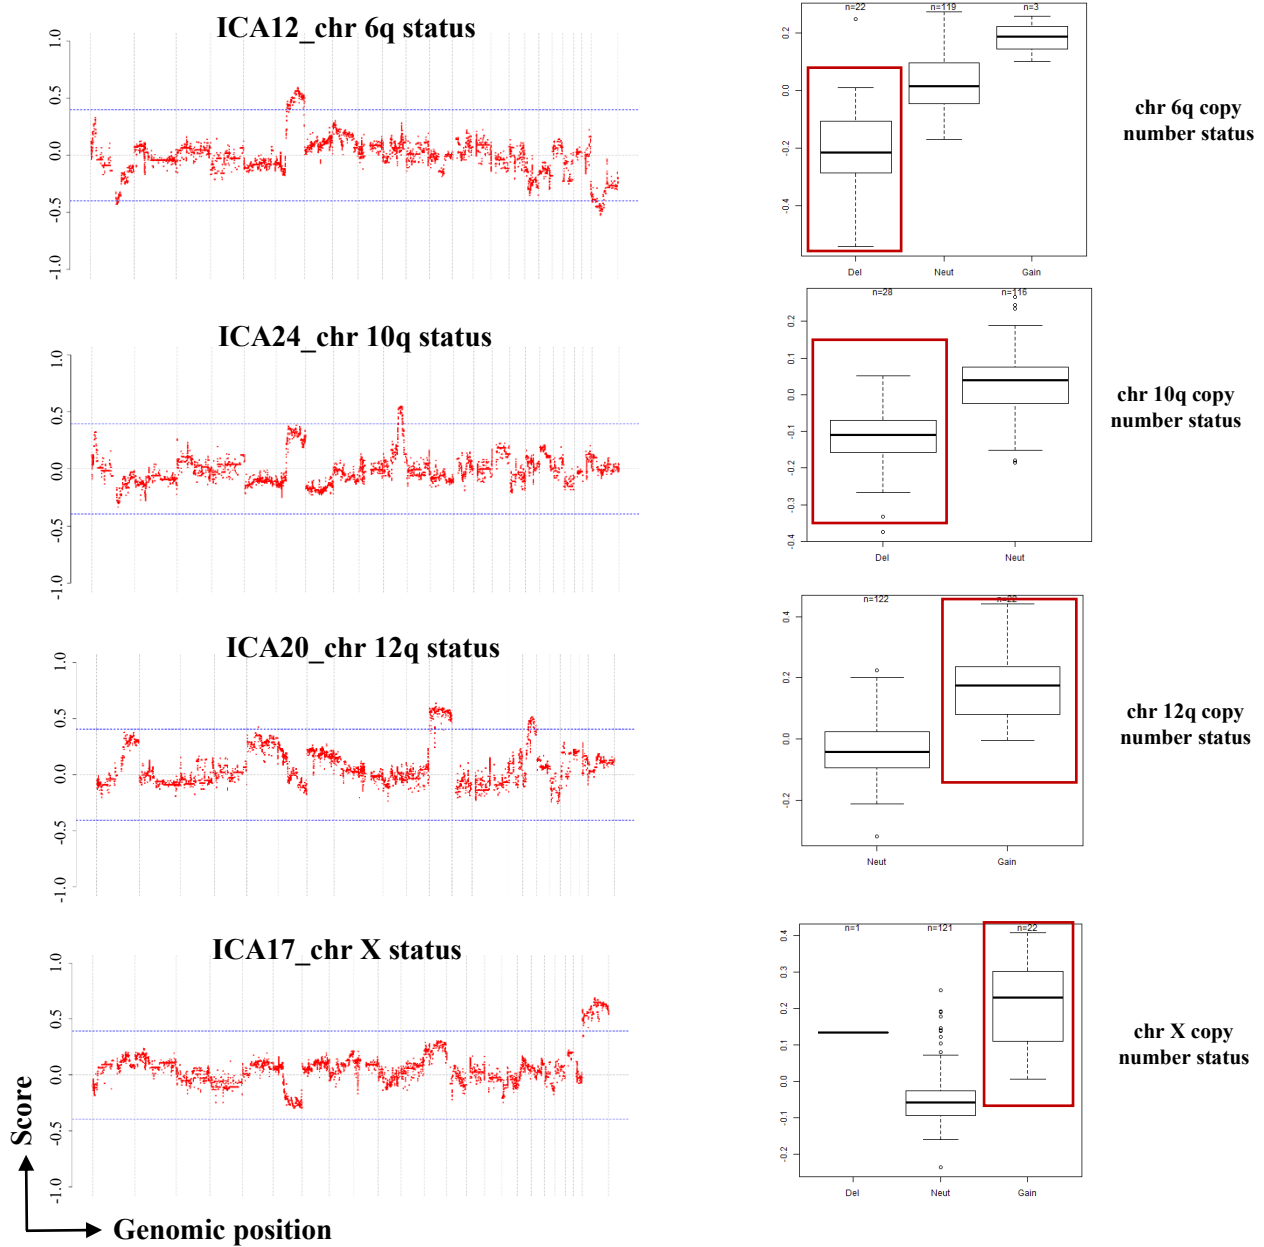 ICA12_chr 6q status
1.0
0.5
0.0
-0.5
-1.0
n=22 n=119 n=3
0.2
0.0
-0.2
-0.4
Del Neut Gain
chr 6q copy
number status
ICA24_chr 10q status
1.0
0.5
0.0
-0.5
-1.0
n=28 n=116
0.2
0.1
0.0
-0.1
-0.2
-0.3
-0.4
Del Neut
chr 10q copy
number status
ICA20_chr 12q status
1.0
0.5
0.0
-0.5
-1.0
n=122 n=22
0.4
0.2
0.0
-0.2
Neut Gain
chr 12q copy
number status
ICA17_chr X status
1.0
0.5
0.0
-0.5
-1.0
n=1 n=121 n=22
0.4
0.3
0.2
0.1
0.0
-0.1
-0.2
Del Neut Gain
chr X copy
number status
Score
Genomic position